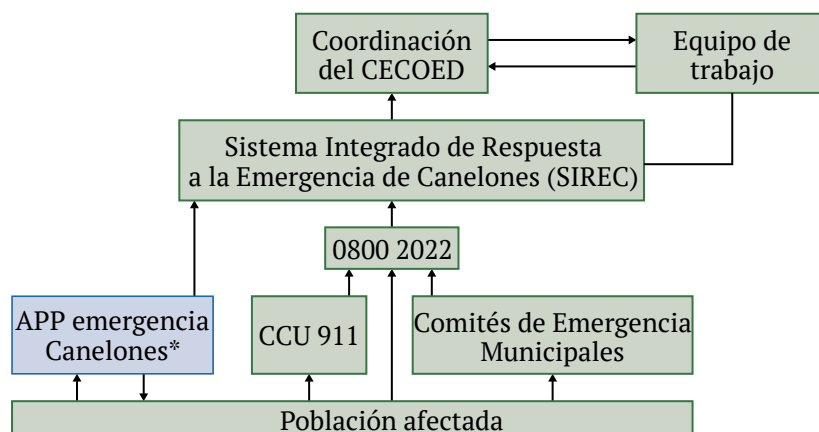 Coordinación
del CECOED
Equipo de
trabajo
Sistema Integrado de Respuesta
a la Emergencia de Canelones (SIREC)
0800 2022
APP emergencia
Canelones*
CCU 911
Comités de Emergencia
Municipales
Población afectada